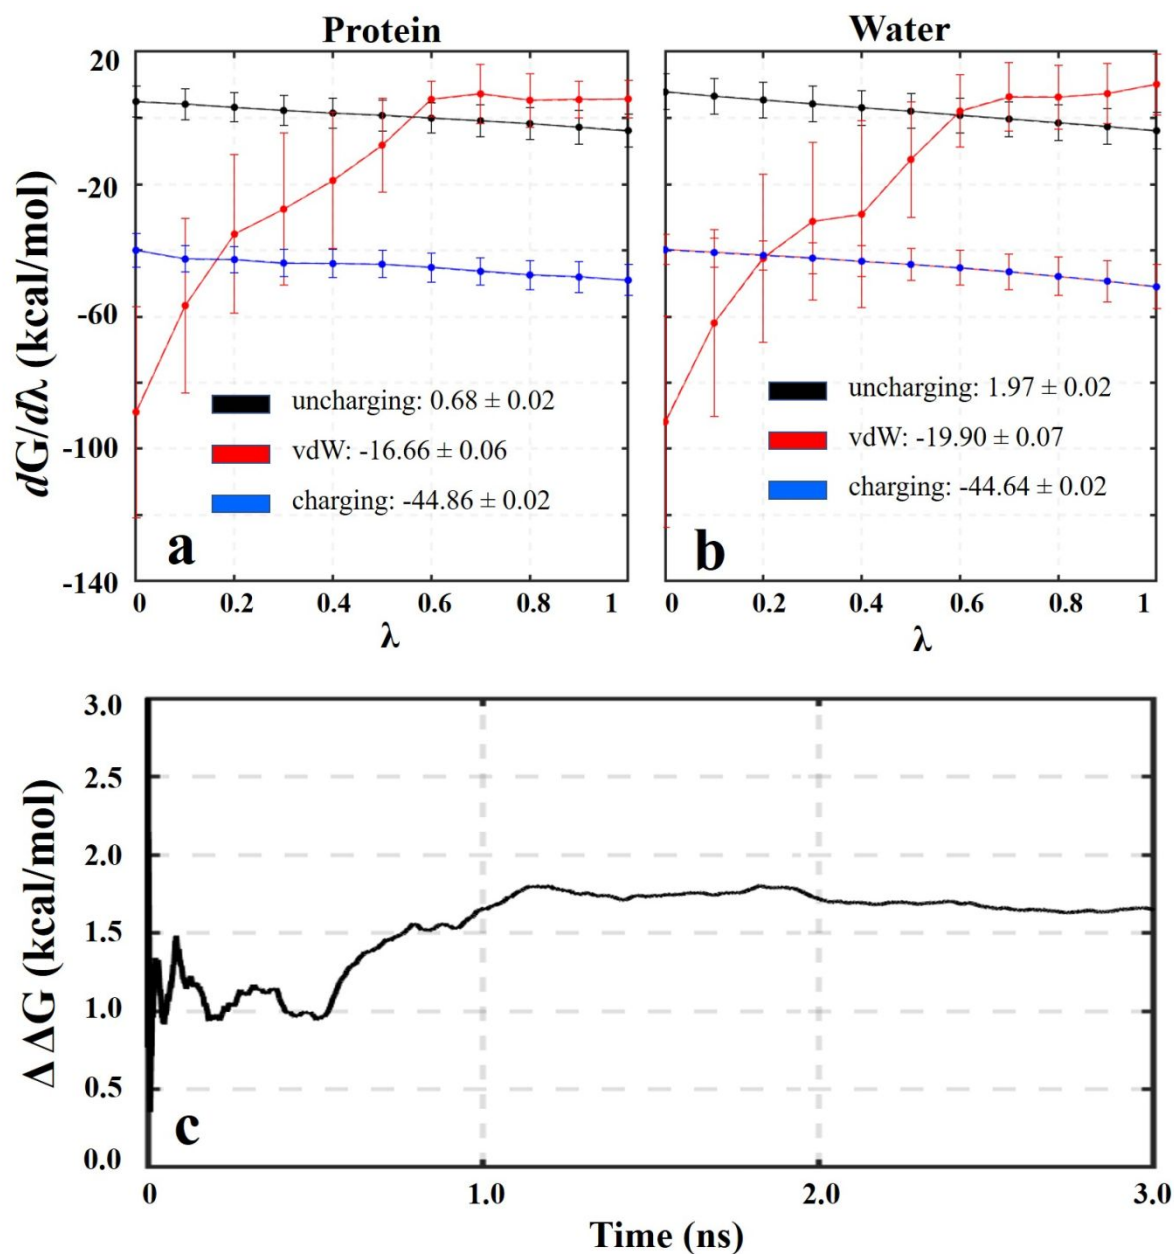 Protein
Water
20
-20
-60
-100
-140
dG/dλ (kcal/mol)
uncharging: 0.68 ± 0.02
vdW: -16.66 ± 0.06
charging: -44.86 ± 0.02
a
0 0.2 0.4 0.6 0.8 1
λ
uncharging: 1.97 ± 0.02
vdW: -19.90 ± 0.07
charging: -44.64 ± 0.02
b
0 0.2 0.4 0.6 0.8 1
λ
3.0
2.5
2.0
1.5
1.0
0.5
0.0
Δ ΔG (kcal/mol)
c
0 1.0 2.0 3.0
Time (ns)